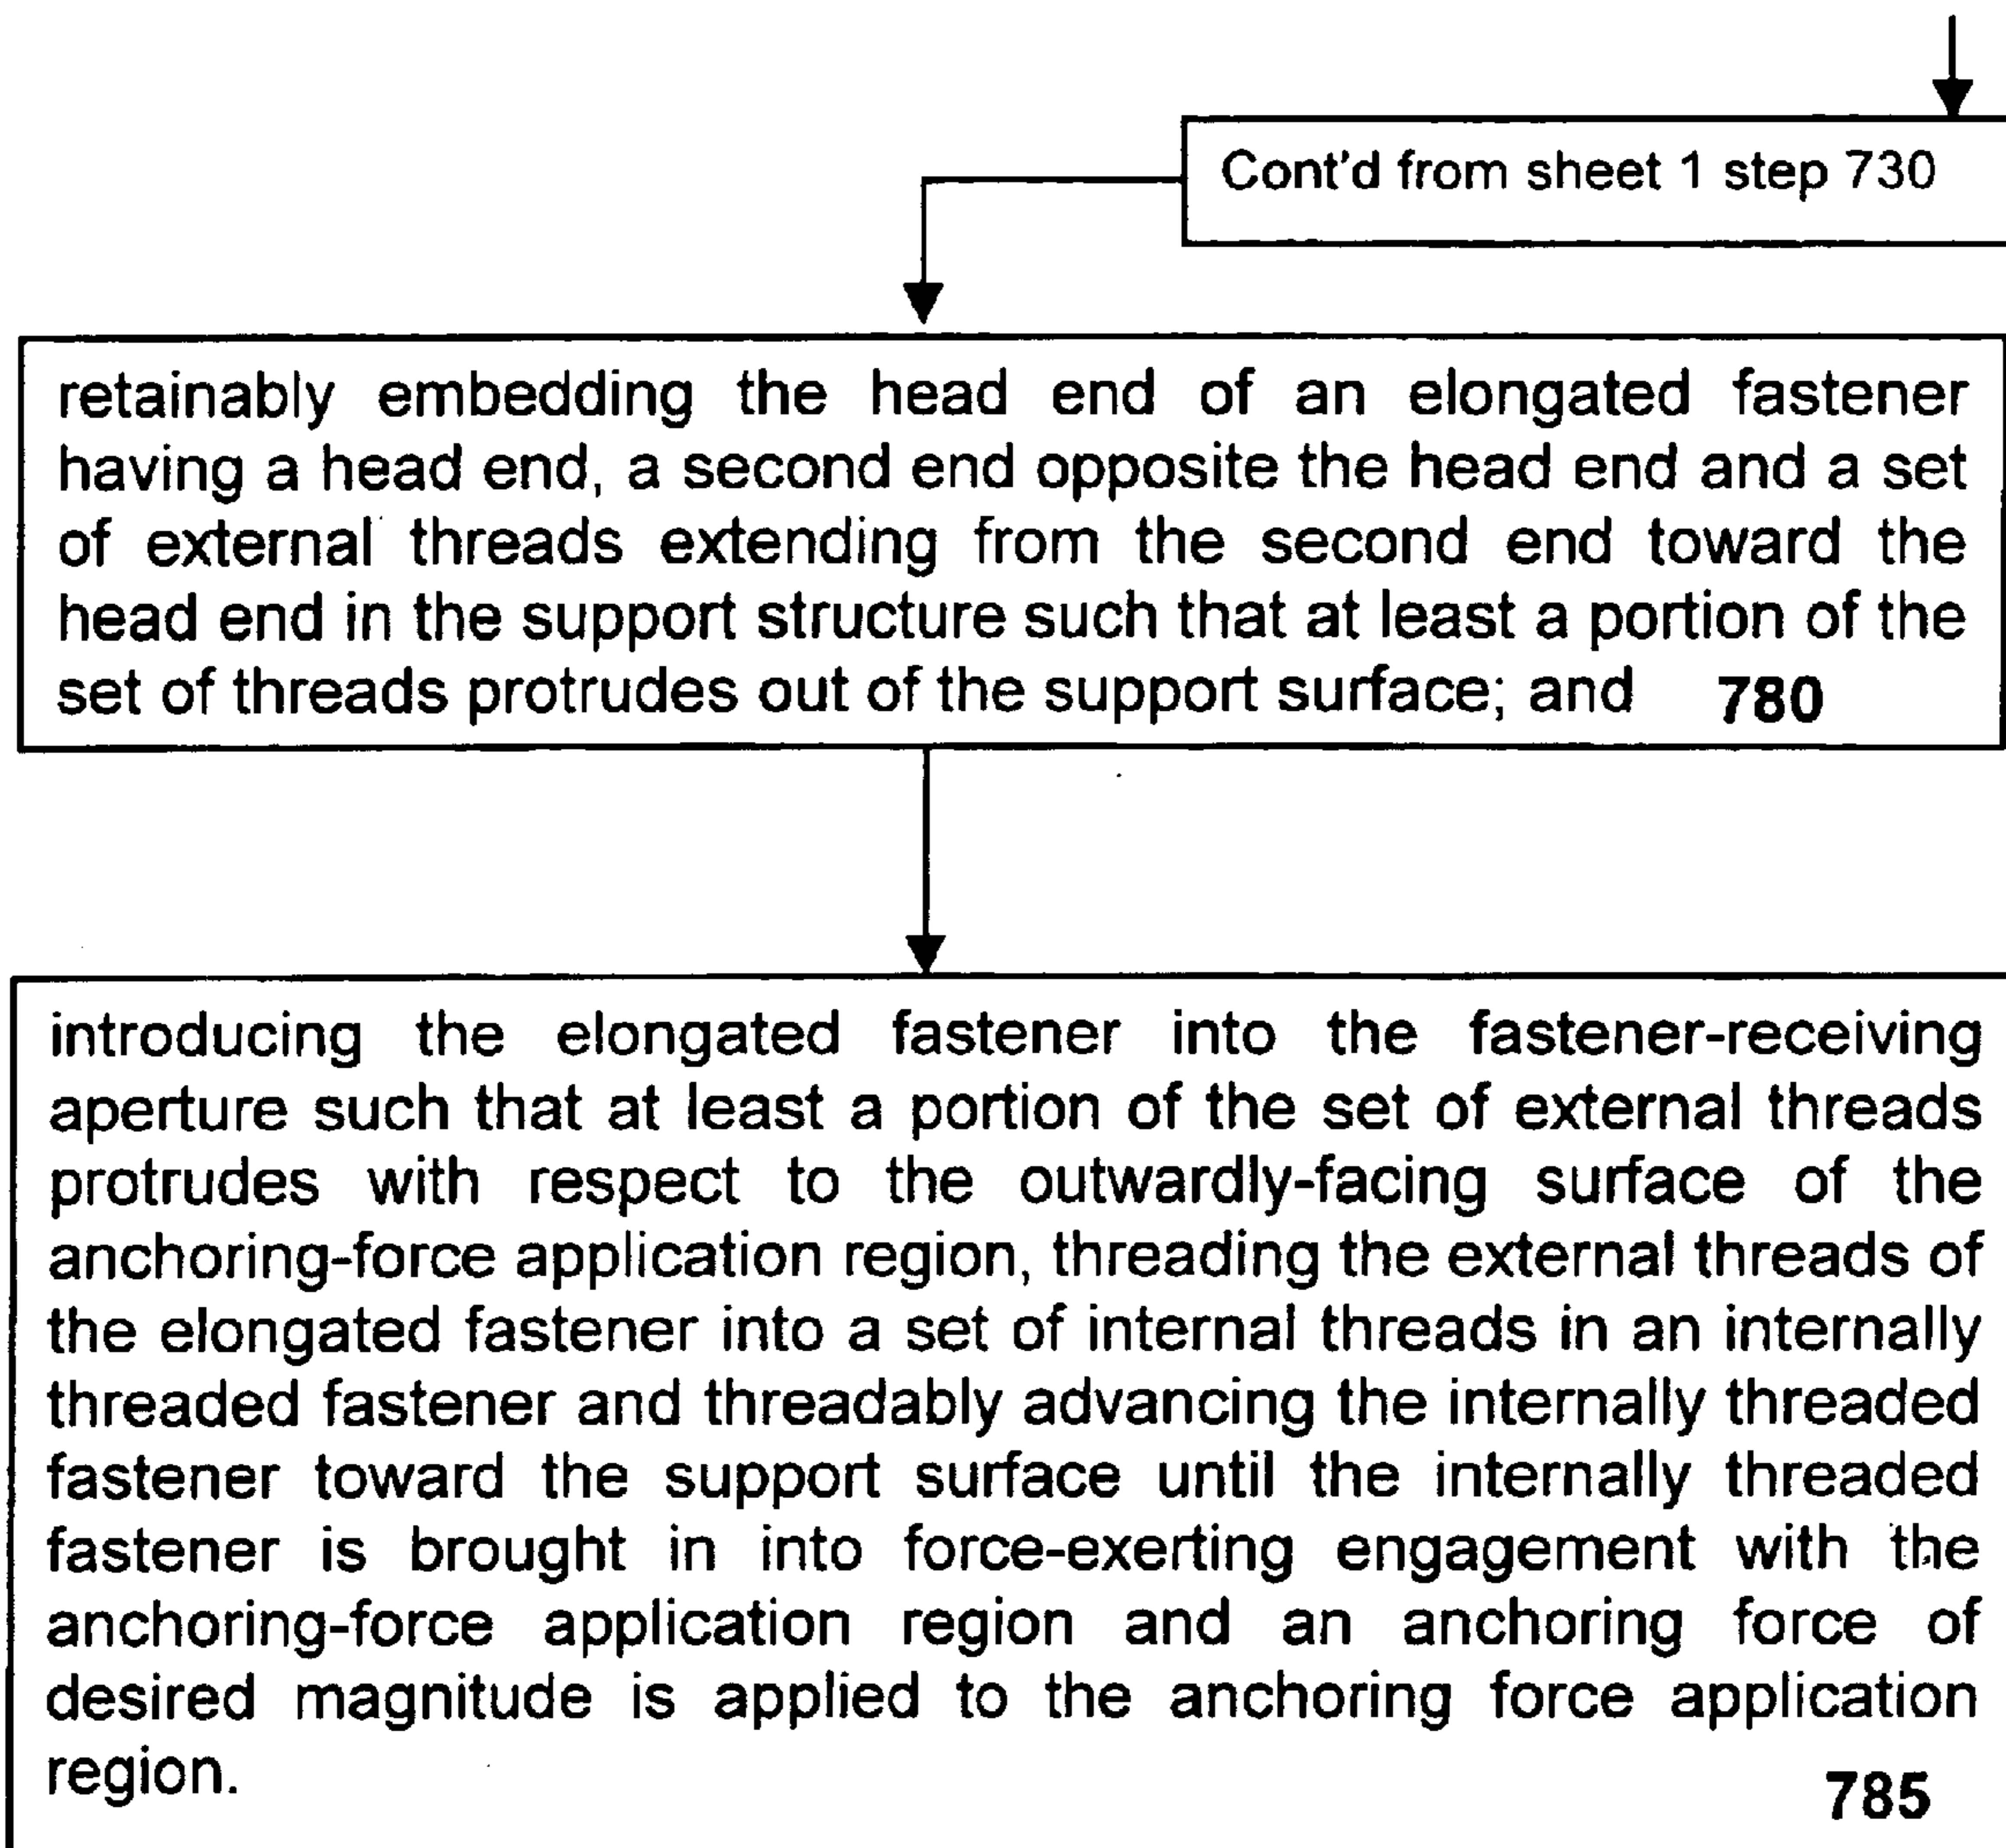 Cont'd from sheet 1 step 730
retainably embedding the head end of an elongated fastener
having a head end, a second end opposite the head end and a set
of external threads extending from the second end toward the
head end in the support structure such that at least a portion of the
set of threads protrudes out of the support surface; and 780
introducing the elongated fastener into the fastener-receiving
aperture such that at least a portion of the set of external threads
protrudes with respect to the outwardly-facing surface of the
anchoring-force application region, threading the external threads of
the elongated fastener into a set of internal threads in an internally
threaded fastener and threadably advancing the internally threaded
fastener toward the support surface until the internally threaded
fastener is brought in into force-exerting engagement with the
anchoring-force application region and an anchoring force of
desired magnitude is applied to the anchoring force application
region.
785